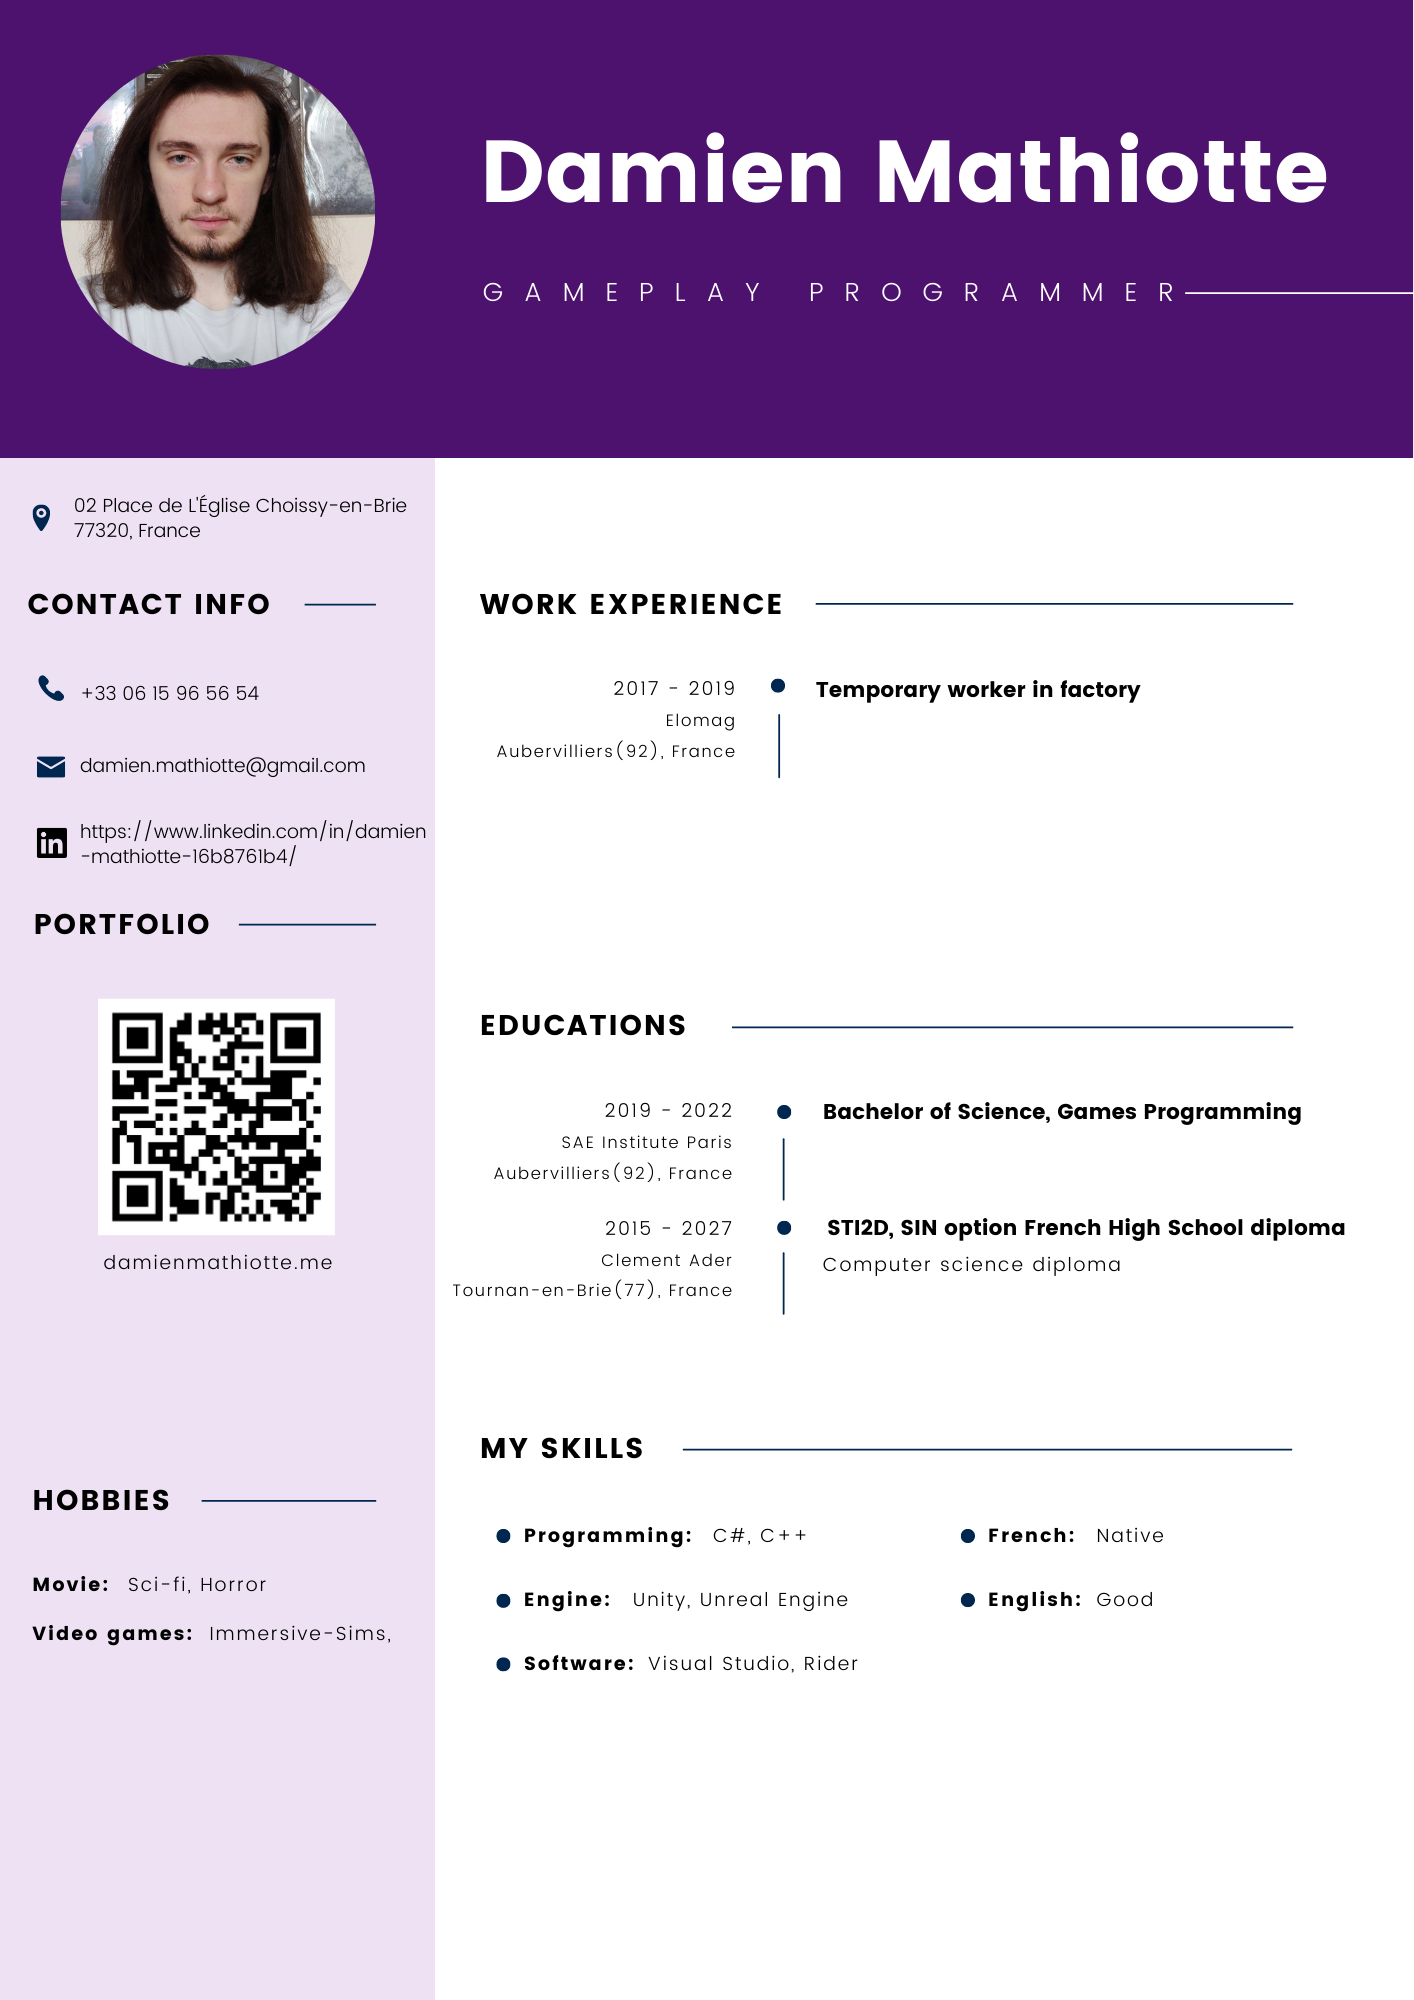 Damien Mathiotte
GAMEPLAY PROGRAMMER
02 Place de L'Église Choissy-en-Brie
77320, France
CONTACT INFO
+33 06 15 96 56 54
damien.mathiotte@gmail.com
https://www.linkedin.com/in/damien
-mathiotte-16b8761b4/
PORTFOLIO
damienmathiotte.me
HOBBIES
Movie: Sci-fi, Horror
Video games: Immersive-Sims,
WORK EXPERIENCE
2017 - 2019
Elomag
Aubervilliers(92), France
Temporary worker in factory
EDUCATIONS
2019 - 2022
SAE Institute Paris
Aubervilliers(92), France
Bachelor of Science, Games Programming
2015 - 2027
Clement Ader
Tournan-en-Brie(77), France
STI2D, SIN option French High School diploma
Computer science diploma
MY SKILLS
Programming: C#, C++
Engine: Unity, Unreal Engine
Software: Visual Studio, Rider
French: Native
English: Good